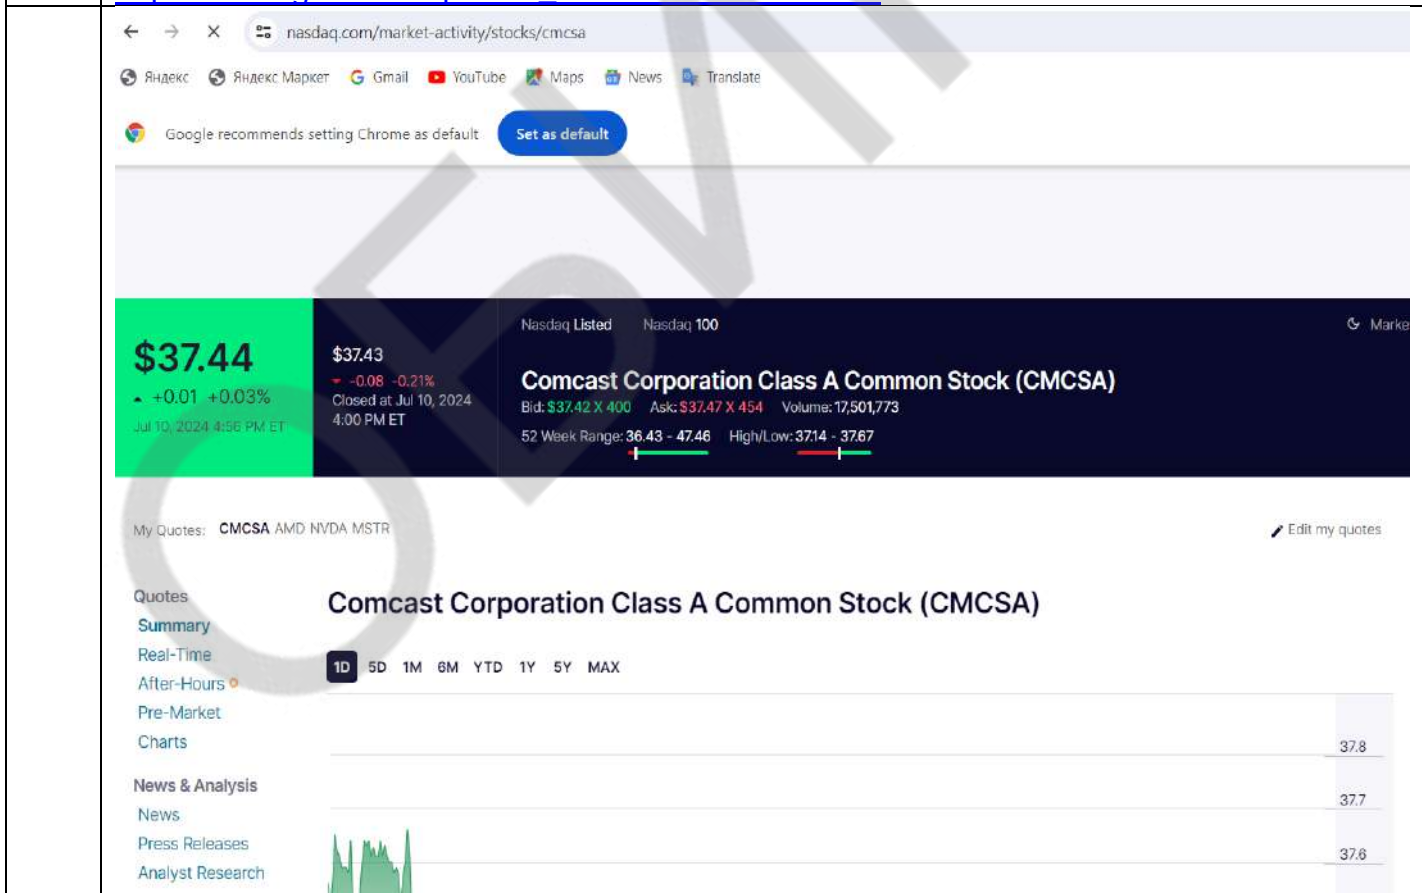 nasdaq.com/market-activity/stocks/cmcsa
Яндекс Яндекс Маркет Gmail YouTube Maps News Translate
Google recommends setting Chrome as default Set as default
Nasdaq Listed Nasdaq 100
$37.44
+0.01 +0.03%
Jul 10, 2024 4:56 PM ET
$37.43
-0.08 -0.21%
Closed at Jul 10, 2024
4:00 PM ET
Comcast Corporation Class A Common Stock (CMCSA)
Bid: $37.42 X 400 Ask: $37.47 X 454 Volume: 17,501,773
52 Week Range: 36.43 - 47.46 High/Low: 37.14 - 37.67
My Quotes: CMCSA AMD NVDA MSTR
Edit my quotes
Quotes
Summary
Real-Time
After-Hours
Pre-Market
Charts
News & Analysis
News
Press Releases
Analyst Research
Comcast Corporation Class A Common Stock (CMCSA)
1D 5D 1M 6M YTD 1Y 5Y MAX
37.8
37.7
37.6